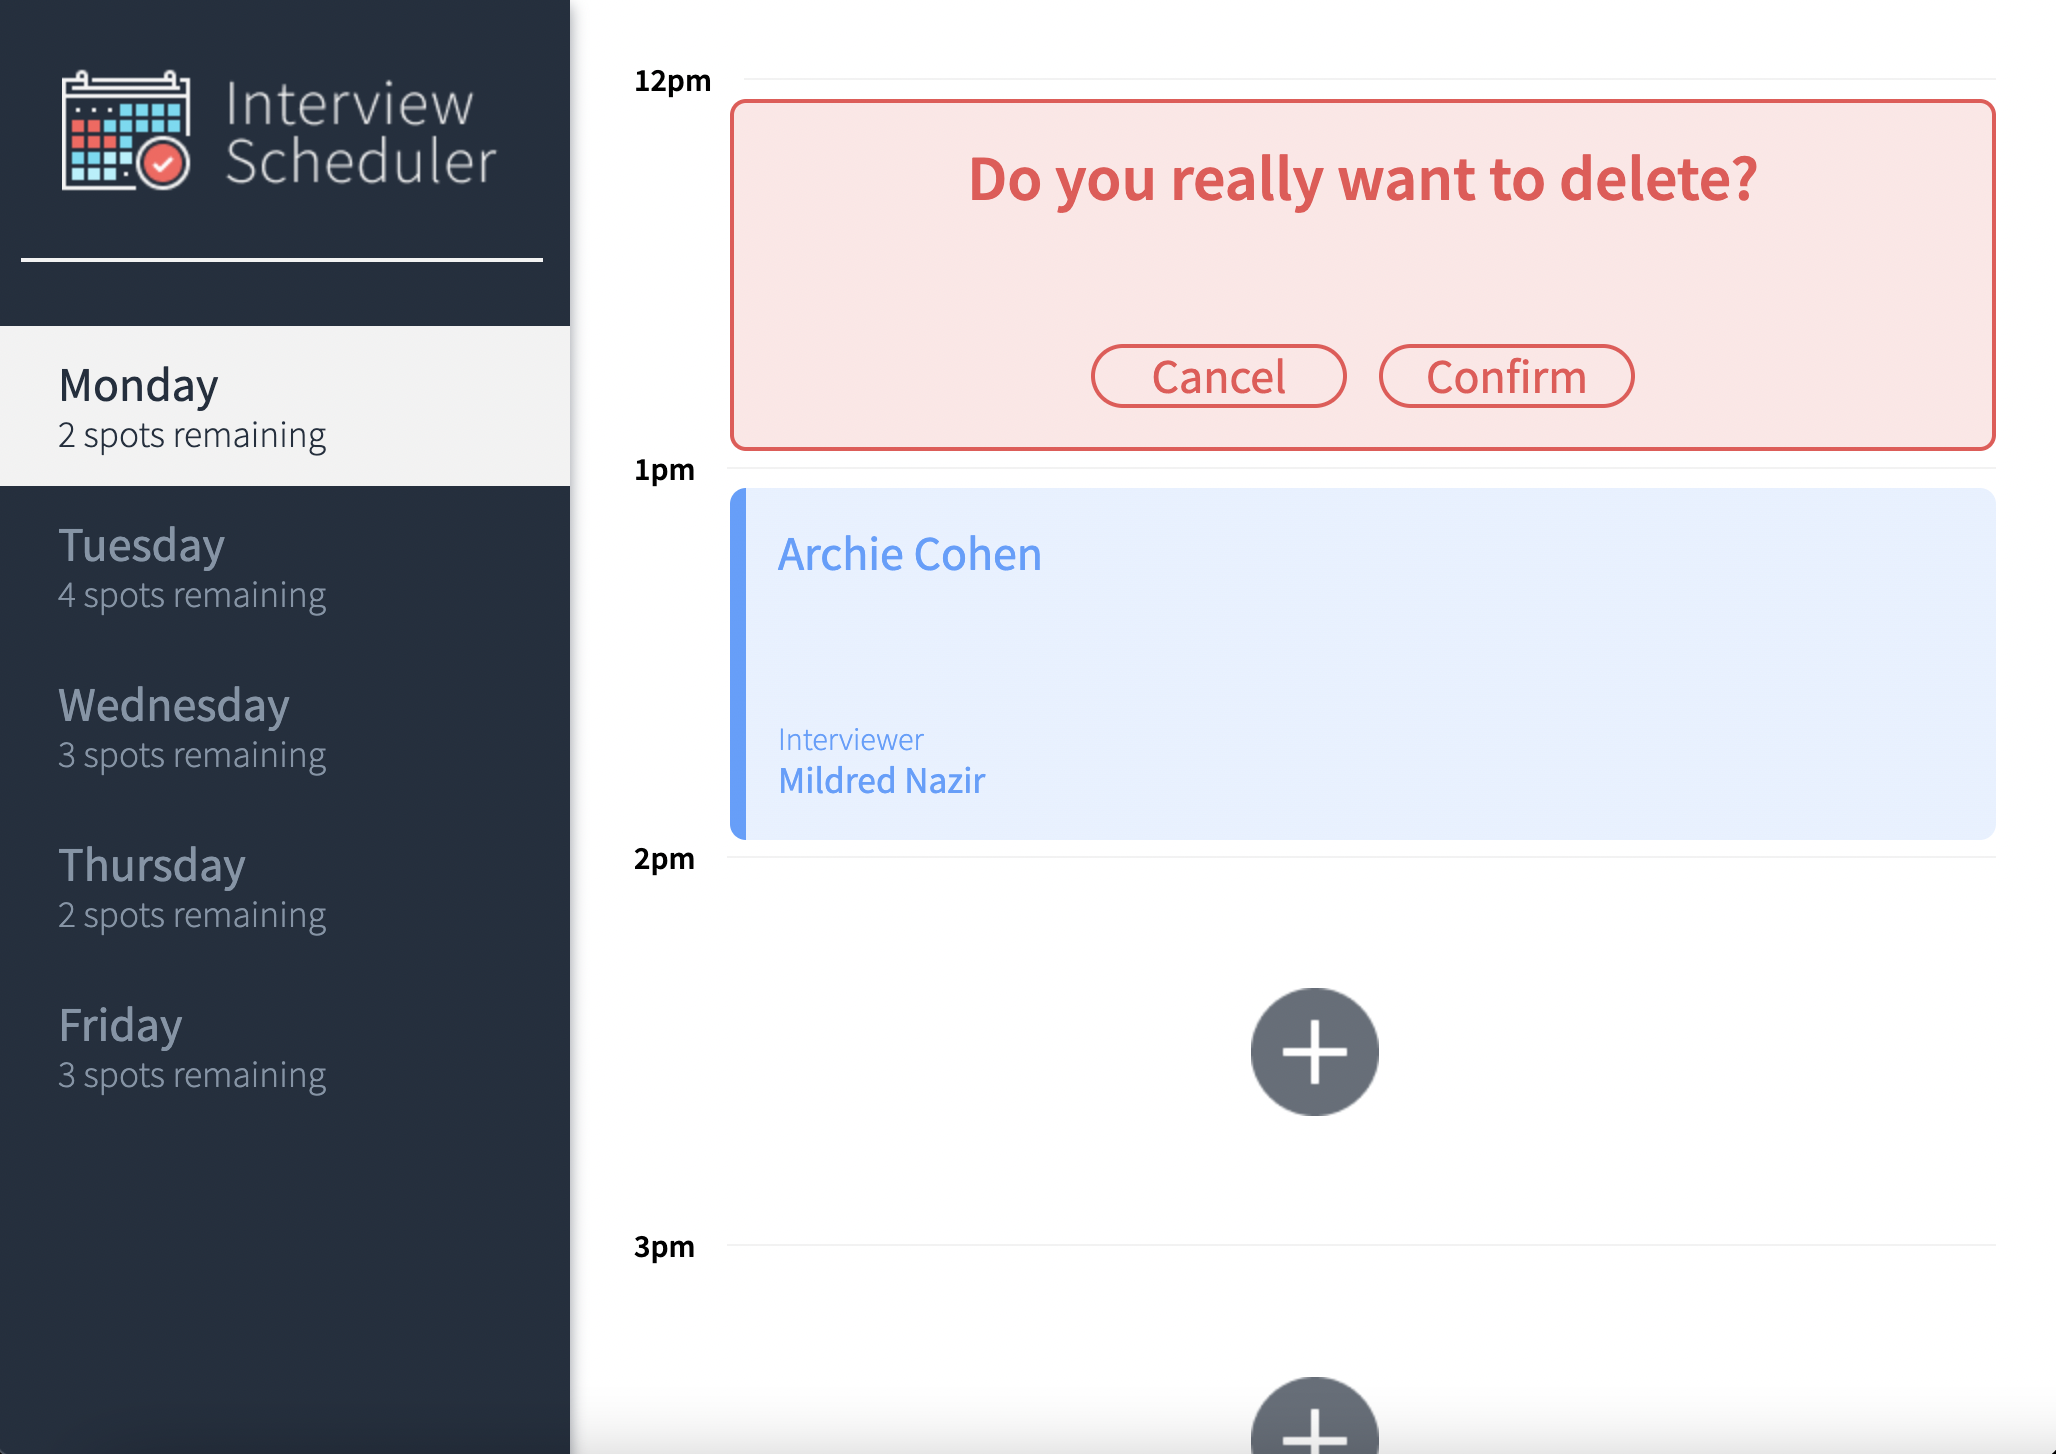 Interview
Scheduler
Monday
2 spots remaining
Tuesday
4 spots remaining
Wednesday
3 spots remaining
Thursday
2 spots remaining
Friday
3 spots remaining
12pm
Do you really want to delete?
Cancel Confirm
1pm
Archie Cohen
Interviewer
Mildred Nazir
2pm
3pm